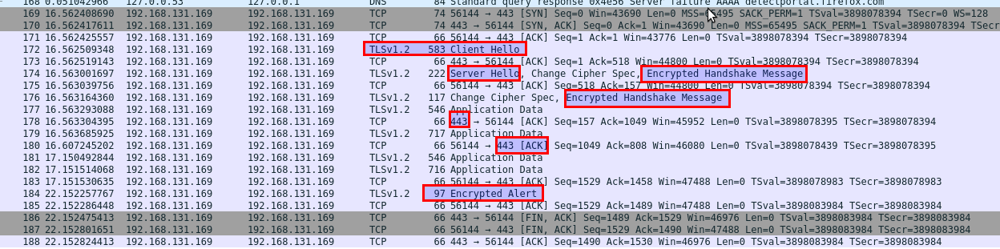 168 0.051042966 127.0.0.53 127.0.0.1 DNS 84 Standard query response 0x4e56 Server failure AAAA detectportal.firefox.com
169 16.562408690 192.168.131.169 192.168.131.169 TCP 74 56144 → 443 [SYN] Seq=0 Win=43690 Len=0 MSS=65495 SACK_PERM=1 TSval=3898078394 TSecr=0 WS=128
170 16.562417611 192.168.131.169 192.168.131.169 TCP 74 443 → 56144 [SYN, ACK] Seq=0 Ack=1 Win=43690 Len=0 MSS=65495 SACK_PERM=1 TSval=3898078394 TSecr
171 16.562425557 192.168.131.169 192.168.131.169 TCP 66 56144 → 443 [ACK] Seq=1 Ack=1 Win=43776 Len=0 TSval=3898078394 TSecr=3898078394
172 16.562509348 192.168.131.169 192.168.131.169 TLSv1.2 583 Client Hello
173 16.562519143 192.168.131.169 192.168.131.169 TCP 66 443 → 56144 [ACK] Seq=1 Ack=518 Win=44800 Len=0 TSval=3898078394 TSecr=3898078394
174 16.563001697 192.168.131.169 192.168.131.169 TLSv1.2 222 Server Hello, Change Cipher Spec, Encrypted Handshake Message
175 16.563039756 192.168.131.169 192.168.131.169 TCP 66 56144 → 443 [ACK] Seq=518 Ack=157 Win=44800 Len=0 TSval=3898078394 TSecr=3898078394
176 16.563164360 192.168.131.169 192.168.131.169 TLSv1.2 117 Change Cipher Spec, Encrypted Handshake Message
177 16.563293088 192.168.131.169 192.168.131.169 TLSv1.2 546 Application Data
178 16.563304395 192.168.131.169 192.168.131.169 TCP 66 443 → 56144 [ACK] Seq=157 Ack=1049 Win=45952 Len=0 TSval=3898078395 TSecr=3898078394
179 16.563685925 192.168.131.169 192.168.131.169 TLSv1.2 717 Application Data
180 16.607245202 192.168.131.169 192.168.131.169 TCP 66 56144 → 443 [ACK] Seq=1049 Ack=808 Win=46080 Len=0 TSval=3898078439 TSecr=3898078395
181 17.150492844 192.168.131.169 192.168.131.169 TLSv1.2 546 Application Data
182 17.151514068 192.168.131.169 192.168.131.169 TLSv1.2 716 Application Data
183 17.151530635 192.168.131.169 192.168.131.169 TCP 66 56144 → 443 [ACK] Seq=1529 Ack=1458 Win=47488 Len=0 TSval=3898078983 TSecr=3898078983
184 22.152257767 192.168.131.169 192.168.131.169 TLSv1.2 97 Encrypted Alert
185 22.152286448 192.168.131.169 192.168.131.169 TCP 66 56144 → 443 [ACK] Seq=1529 Ack=1489 Win=47488 Len=0 TSval=3898083984 TSecr=3898083984
186 22.152475413 192.168.131.169 192.168.131.169 TCP 66 443 → 56144 [FIN, ACK] Seq=1489 Ack=1529 Win=46976 Len=0 TSval=3898083984 TSecr=3898083984
187 22.152801651 192.168.131.169 192.168.131.169 TCP 66 56144 → 443 [FIN, ACK] Seq=1529 Ack=1490 Win=47488 Len=0 TSval=3898083984 TSecr=3898083984
188 22.152824413 192.168.131.169 192.168.131.169 TCP 66 443 → 56144 [ACK] Seq=1490 Ack=1530 Win=46976 Len=0 TSval=3898083984 TSecr=3898083984